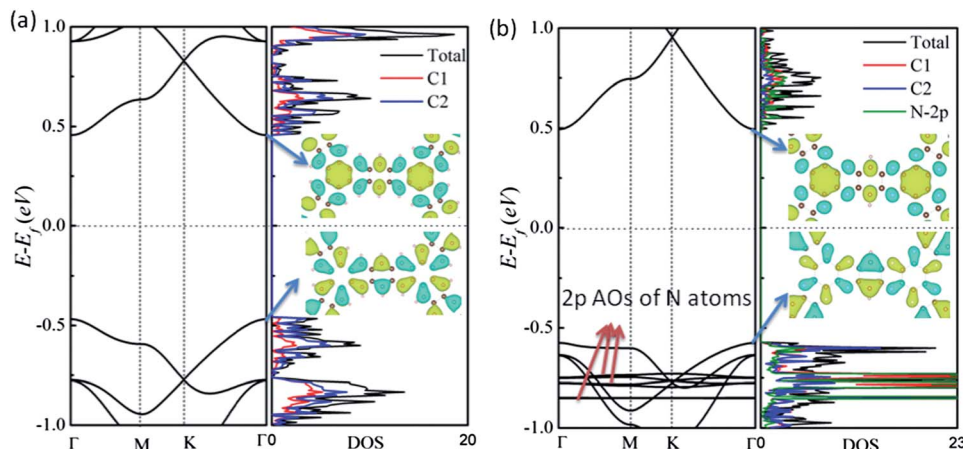 (a)
1.0
0.5
0.0
-0.5
-1.0
E-E_f (eV)
Γ
M
K
Γ
Total
C1
C2
0
DOS
20
(b)
1.0
0.5
0.0
-0.5
-1.0
E-E_f (eV)
2p AOs of N atoms
Γ
M
K
Γ
Total
C1
C2
N-2p
0
DOS
23